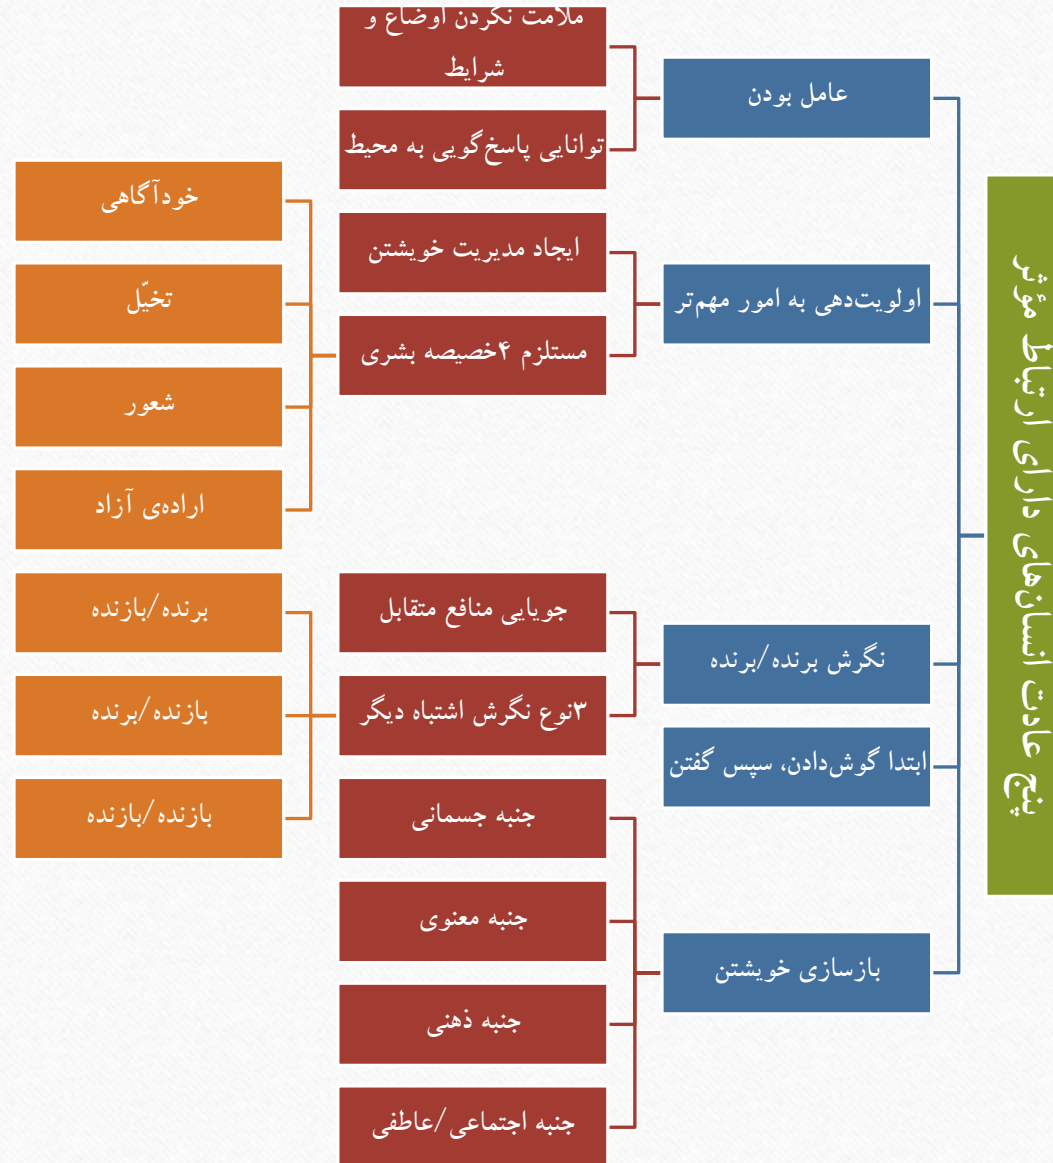 پنج عادت انسان‌های دارای ارتباط مؤثر
عامل بودن
ملامت نکردن اوضاع و
شرایط
توانایی پاسخ‌گویی به محیط
اولویت‌دهی به امور مهم‌تر
ایجاد مدیریت خویشتن
مستلزم ۴خصیصه بشری
خودآگاهی
تخیّل
شعور
اراده‌ی آزاد
نگرش برنده/برنده
جویایی منافع متقابل
۳نوع نگرش اشتباه دیگر
برنده/بازنده
بازنده/برنده
بازنده/بازنده
ابتدا گوش‌دادن، سپس گفتن
بازسازی خویشتن
جنبه جسمانی
جنبه معنوی
جنبه ذهنی
جنبه اجتماعی/عاطفی